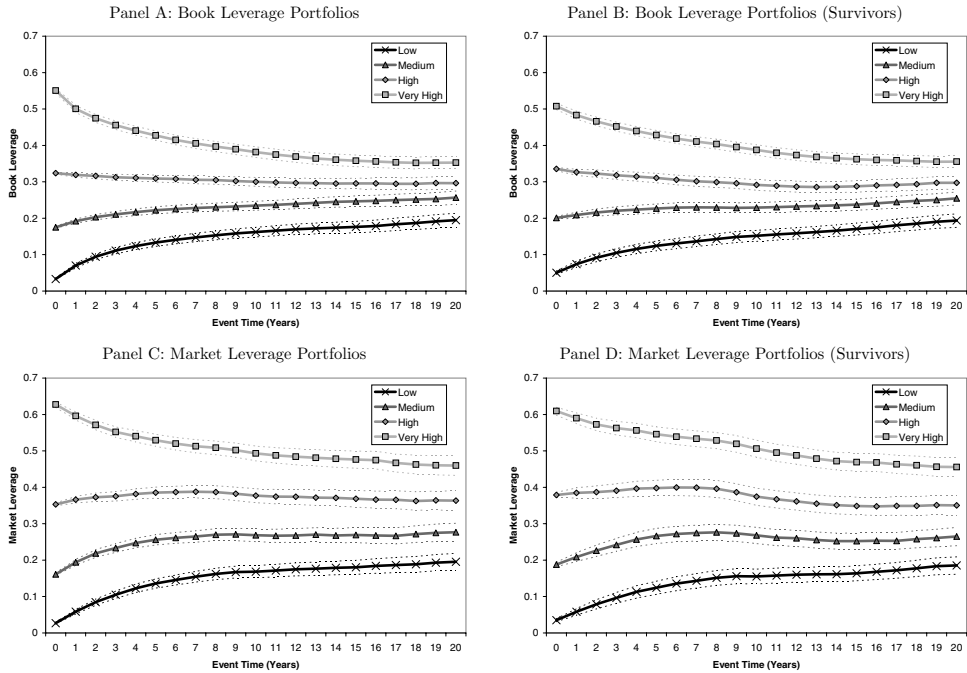 Panel A: Book Leverage Portfolios
0.7
0.6
0.5
0.4
0.3
0.2
0.1
0
Book Leverage
Low
Medium
High
Very High
0 1 2 3 4 5 6 7 8 9 10 11 12 13 14 15 16 17 18 19 20
Event Time (Years)
Panel B: Book Leverage Portfolios (Survivors)
0.7
0.6
0.5
0.4
0.3
0.2
0.1
0
Book Leverage
Low
Medium
High
Very High
0 1 2 3 4 5 6 7 8 9 10 11 12 13 14 15 16 17 18 19 20
Event Time (Years)
Panel C: Market Leverage Portfolios
0.7
0.6
0.5
0.4
0.3
0.2
0.1
0
Market Leverage
Low
Medium
High
Very High
0 1 2 3 4 5 6 7 8 9 10 11 12 13 14 15 16 17 18 19 20
Event Time (Years)
Panel D: Market Leverage Portfolios (Survivors)
0.7
0.6
0.5
0.4
0.3
0.2
0.1
0
Market Leverage
Low
Medium
High
Very High
0 1 2 3 4 5 6 7 8 9 10 11 12 13 14 15 16 17 18 19 20
Event Time (Years)